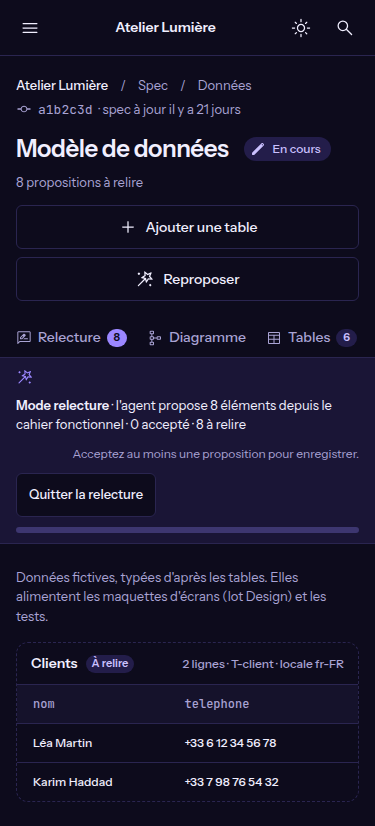 Atelier Lumière
Atelier Lumière / Spec / Données
a1b2c3d · spec à jour il y a 21 jours
Modèle de données En cours
8 propositions à relire
Ajouter une table
Reproposer
Relecture 8 Diagramme Tables 6
Mode relecture · l'agent propose 8 éléments depuis le
cahier fonctionnel · 0 accepté · 8 à relire
Acceptez au moins une proposition pour enregistrer.
Quitter la relecture
Données fictives, typées d'après les tables. Elles
alimentent les maquettes d'écrans (lot Design) et les
tests.
Clients À relire 2 lignes · T-client · locale fr-FR
nom telephone
Léa Martin +33 6 12 34 56 78
Karim Haddad +33 7 98 76 54 32